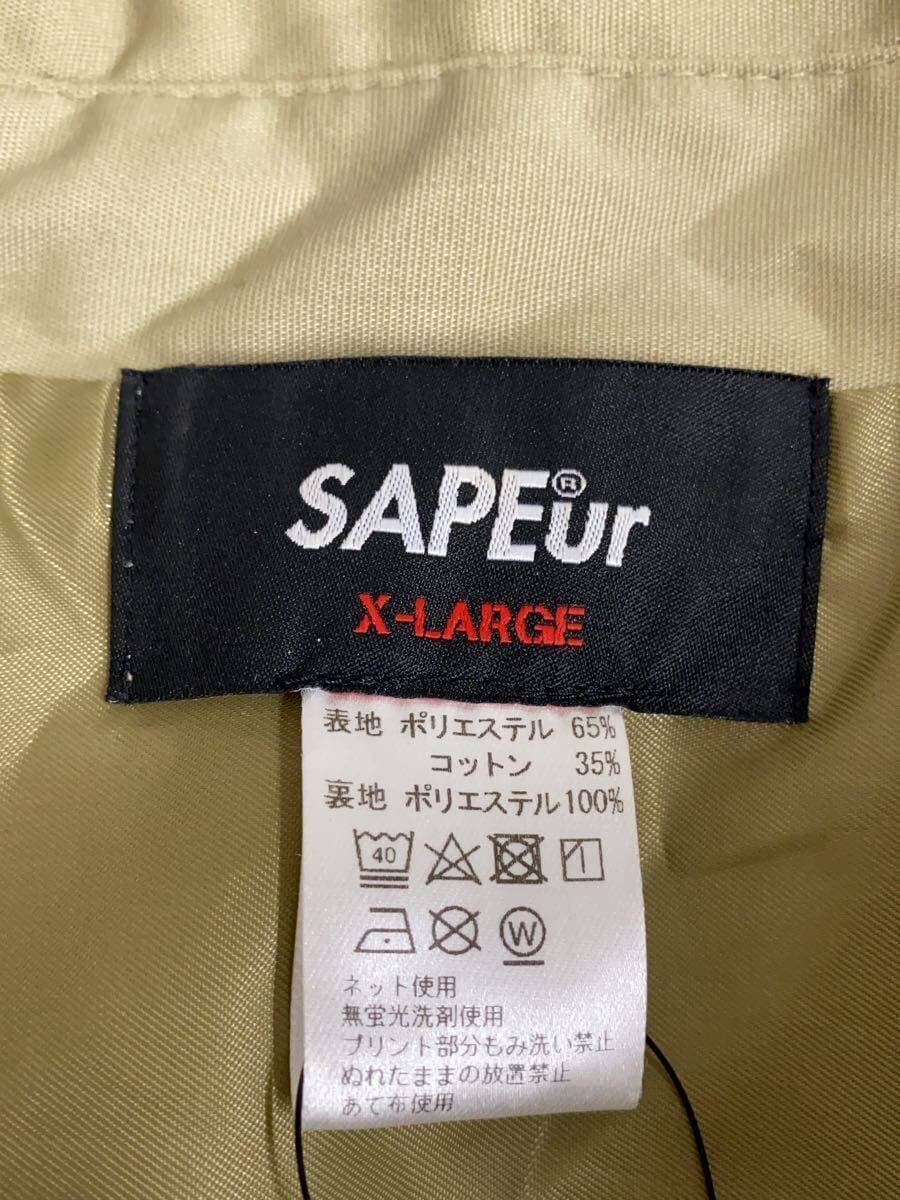 SAPEur®
X-LARGE
表地 ポリエステル 65%
コットン 35%
裏地 ポリエステル100%
40
W
ネット使用
無蛍光洗剤使用
プリント部分もみ洗い禁止
ぬれたままの放置禁止
あて布使用